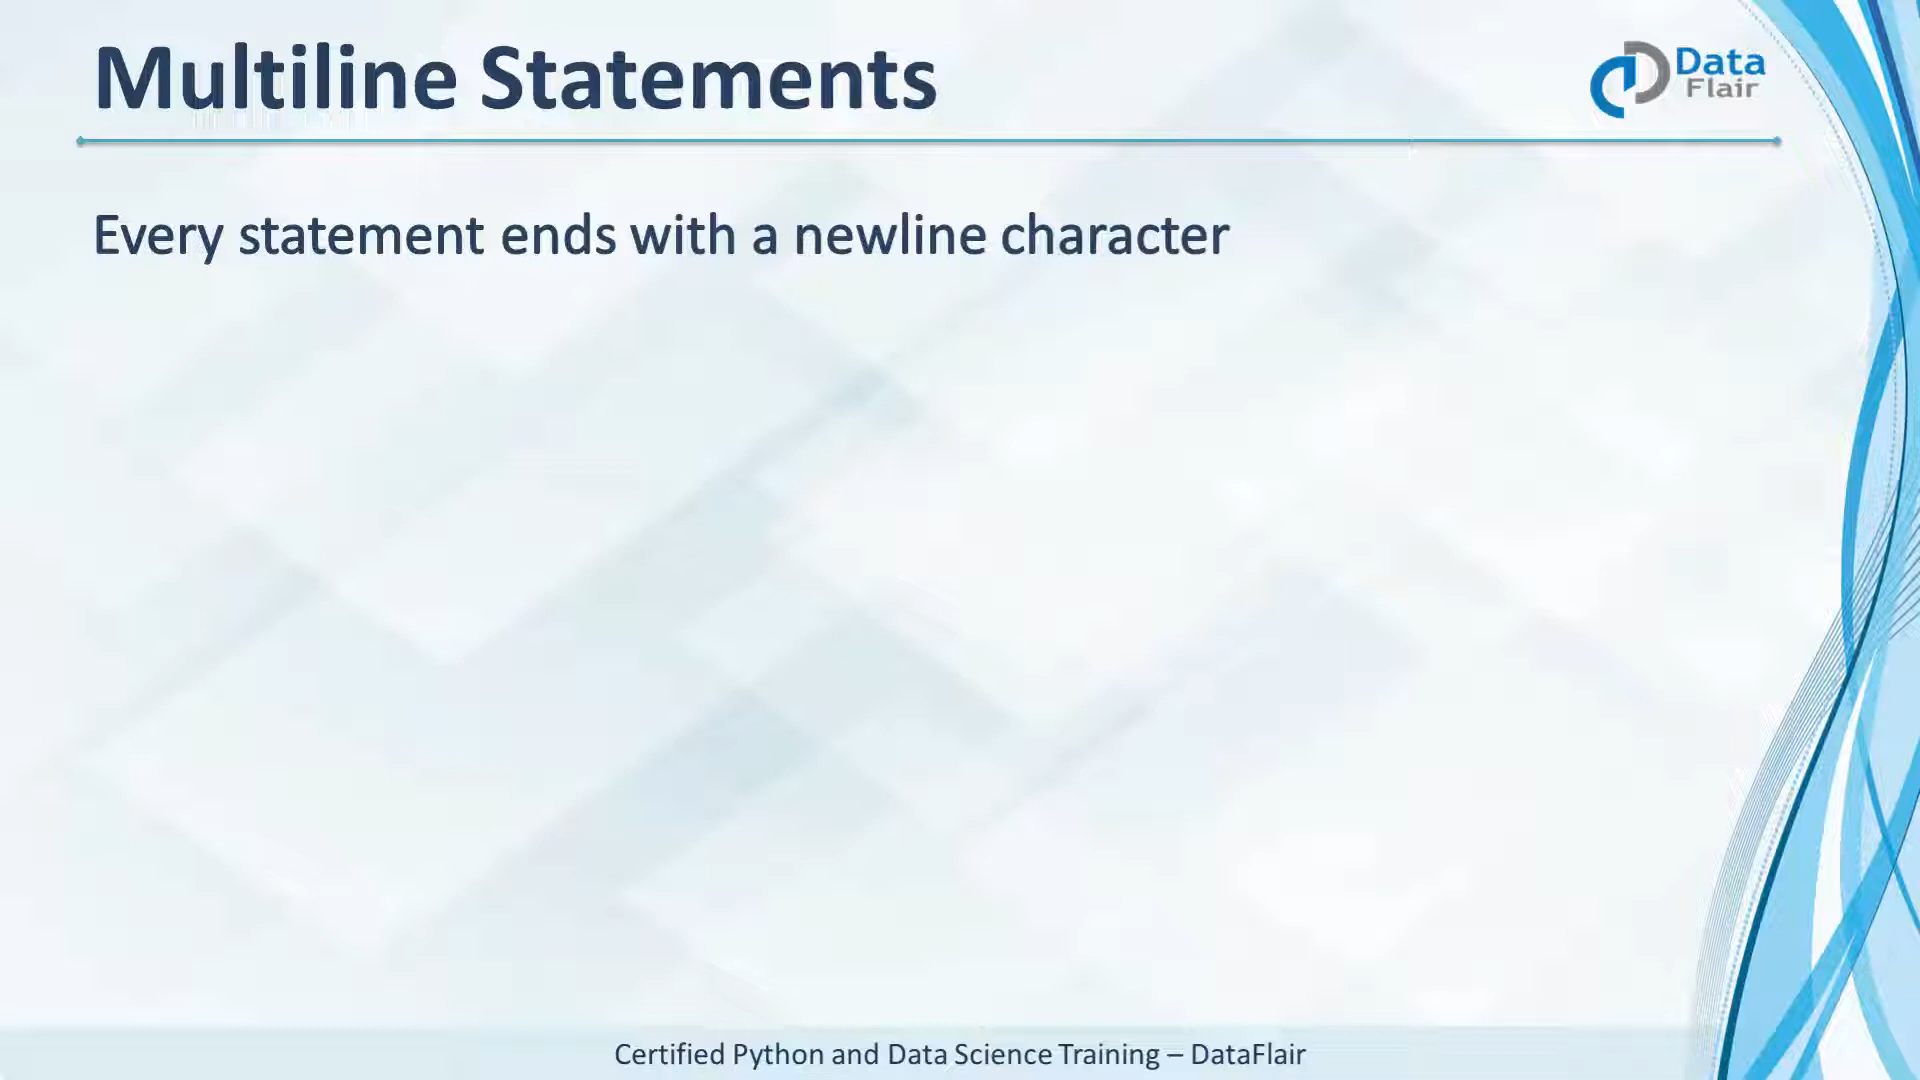 Multiline Statements
Data
Flair
Every statement ends with a newline character
Certified Python and Data Science Training – DataFlair